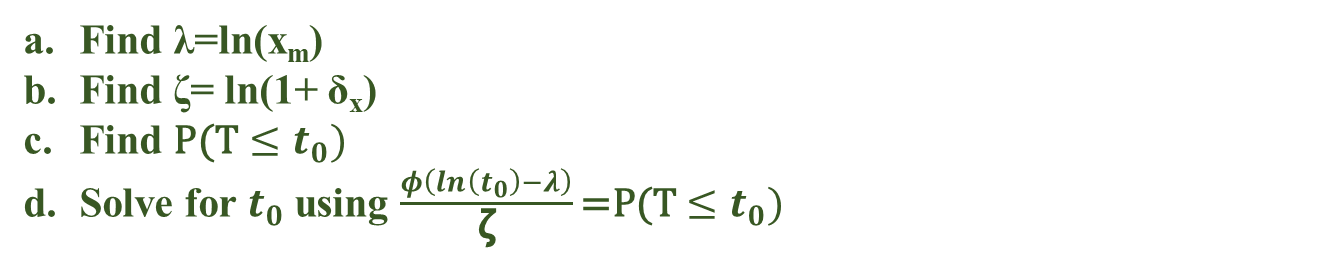 a. Find λ=ln(xₘ)
b. Find ζ= ln(1+ δₓ)
c. Find P(T ≤ t₀)
d. Solve for t₀ using ϕ(ln(t₀)−λ)/ζ =P(T ≤ t₀)